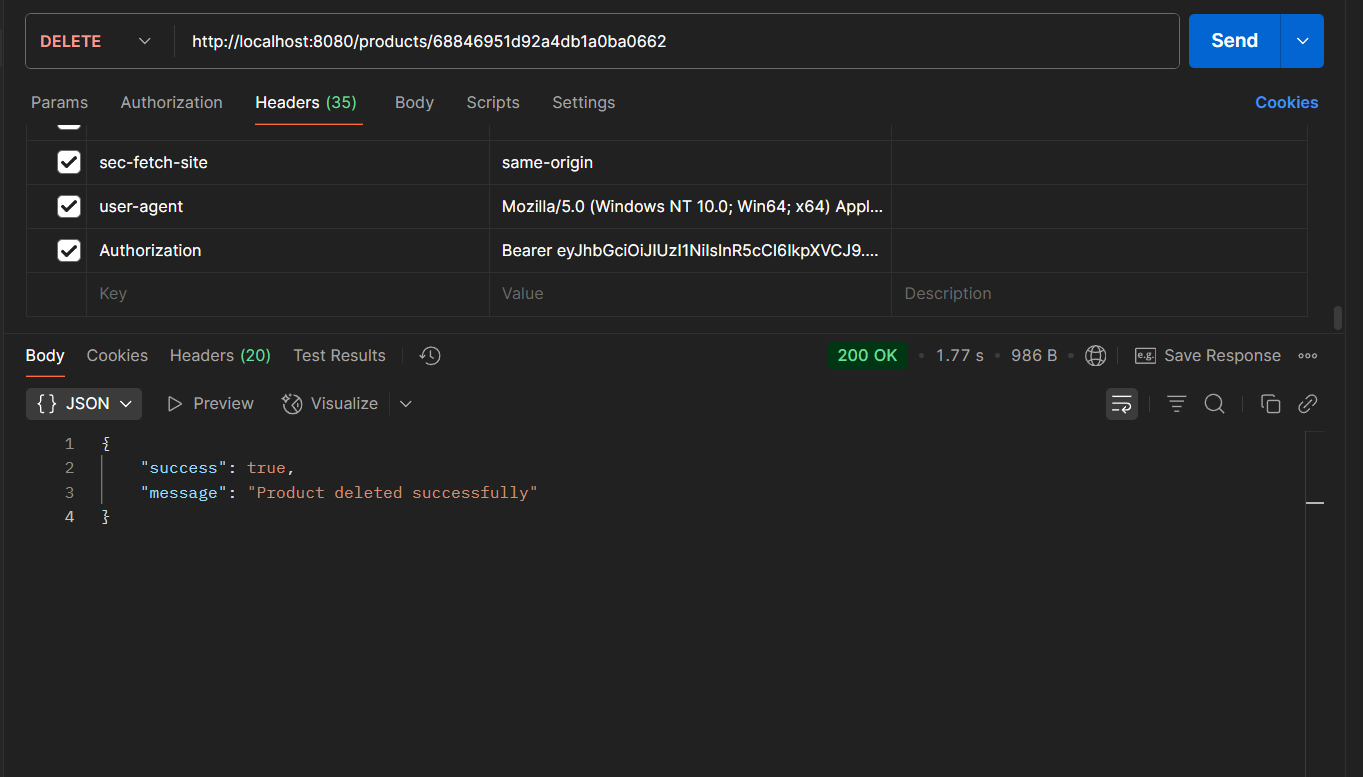 DELETE http://localhost:8080/products/68846951d92a4db1a0ba0662 Send
Params Authorization Headers (35) Body Scripts Settings Cookies
sec-fetch-site same-origin
user-agent Mozilla/5.0 (Windows NT 10.0; Win64; x64) Appl...
Authorization Bearer eyJhbGciOiJIUzI1NiIsInR5cCI6IkpXVCJ9....
Key Value Description
Body Cookies Headers (20) Test Results 200 OK • 1.77 s • 986 B • e.g. Save Response
{} JSON Preview Visualize
1 {
2 "success": true,
3 "message": "Product deleted successfully"
4 }